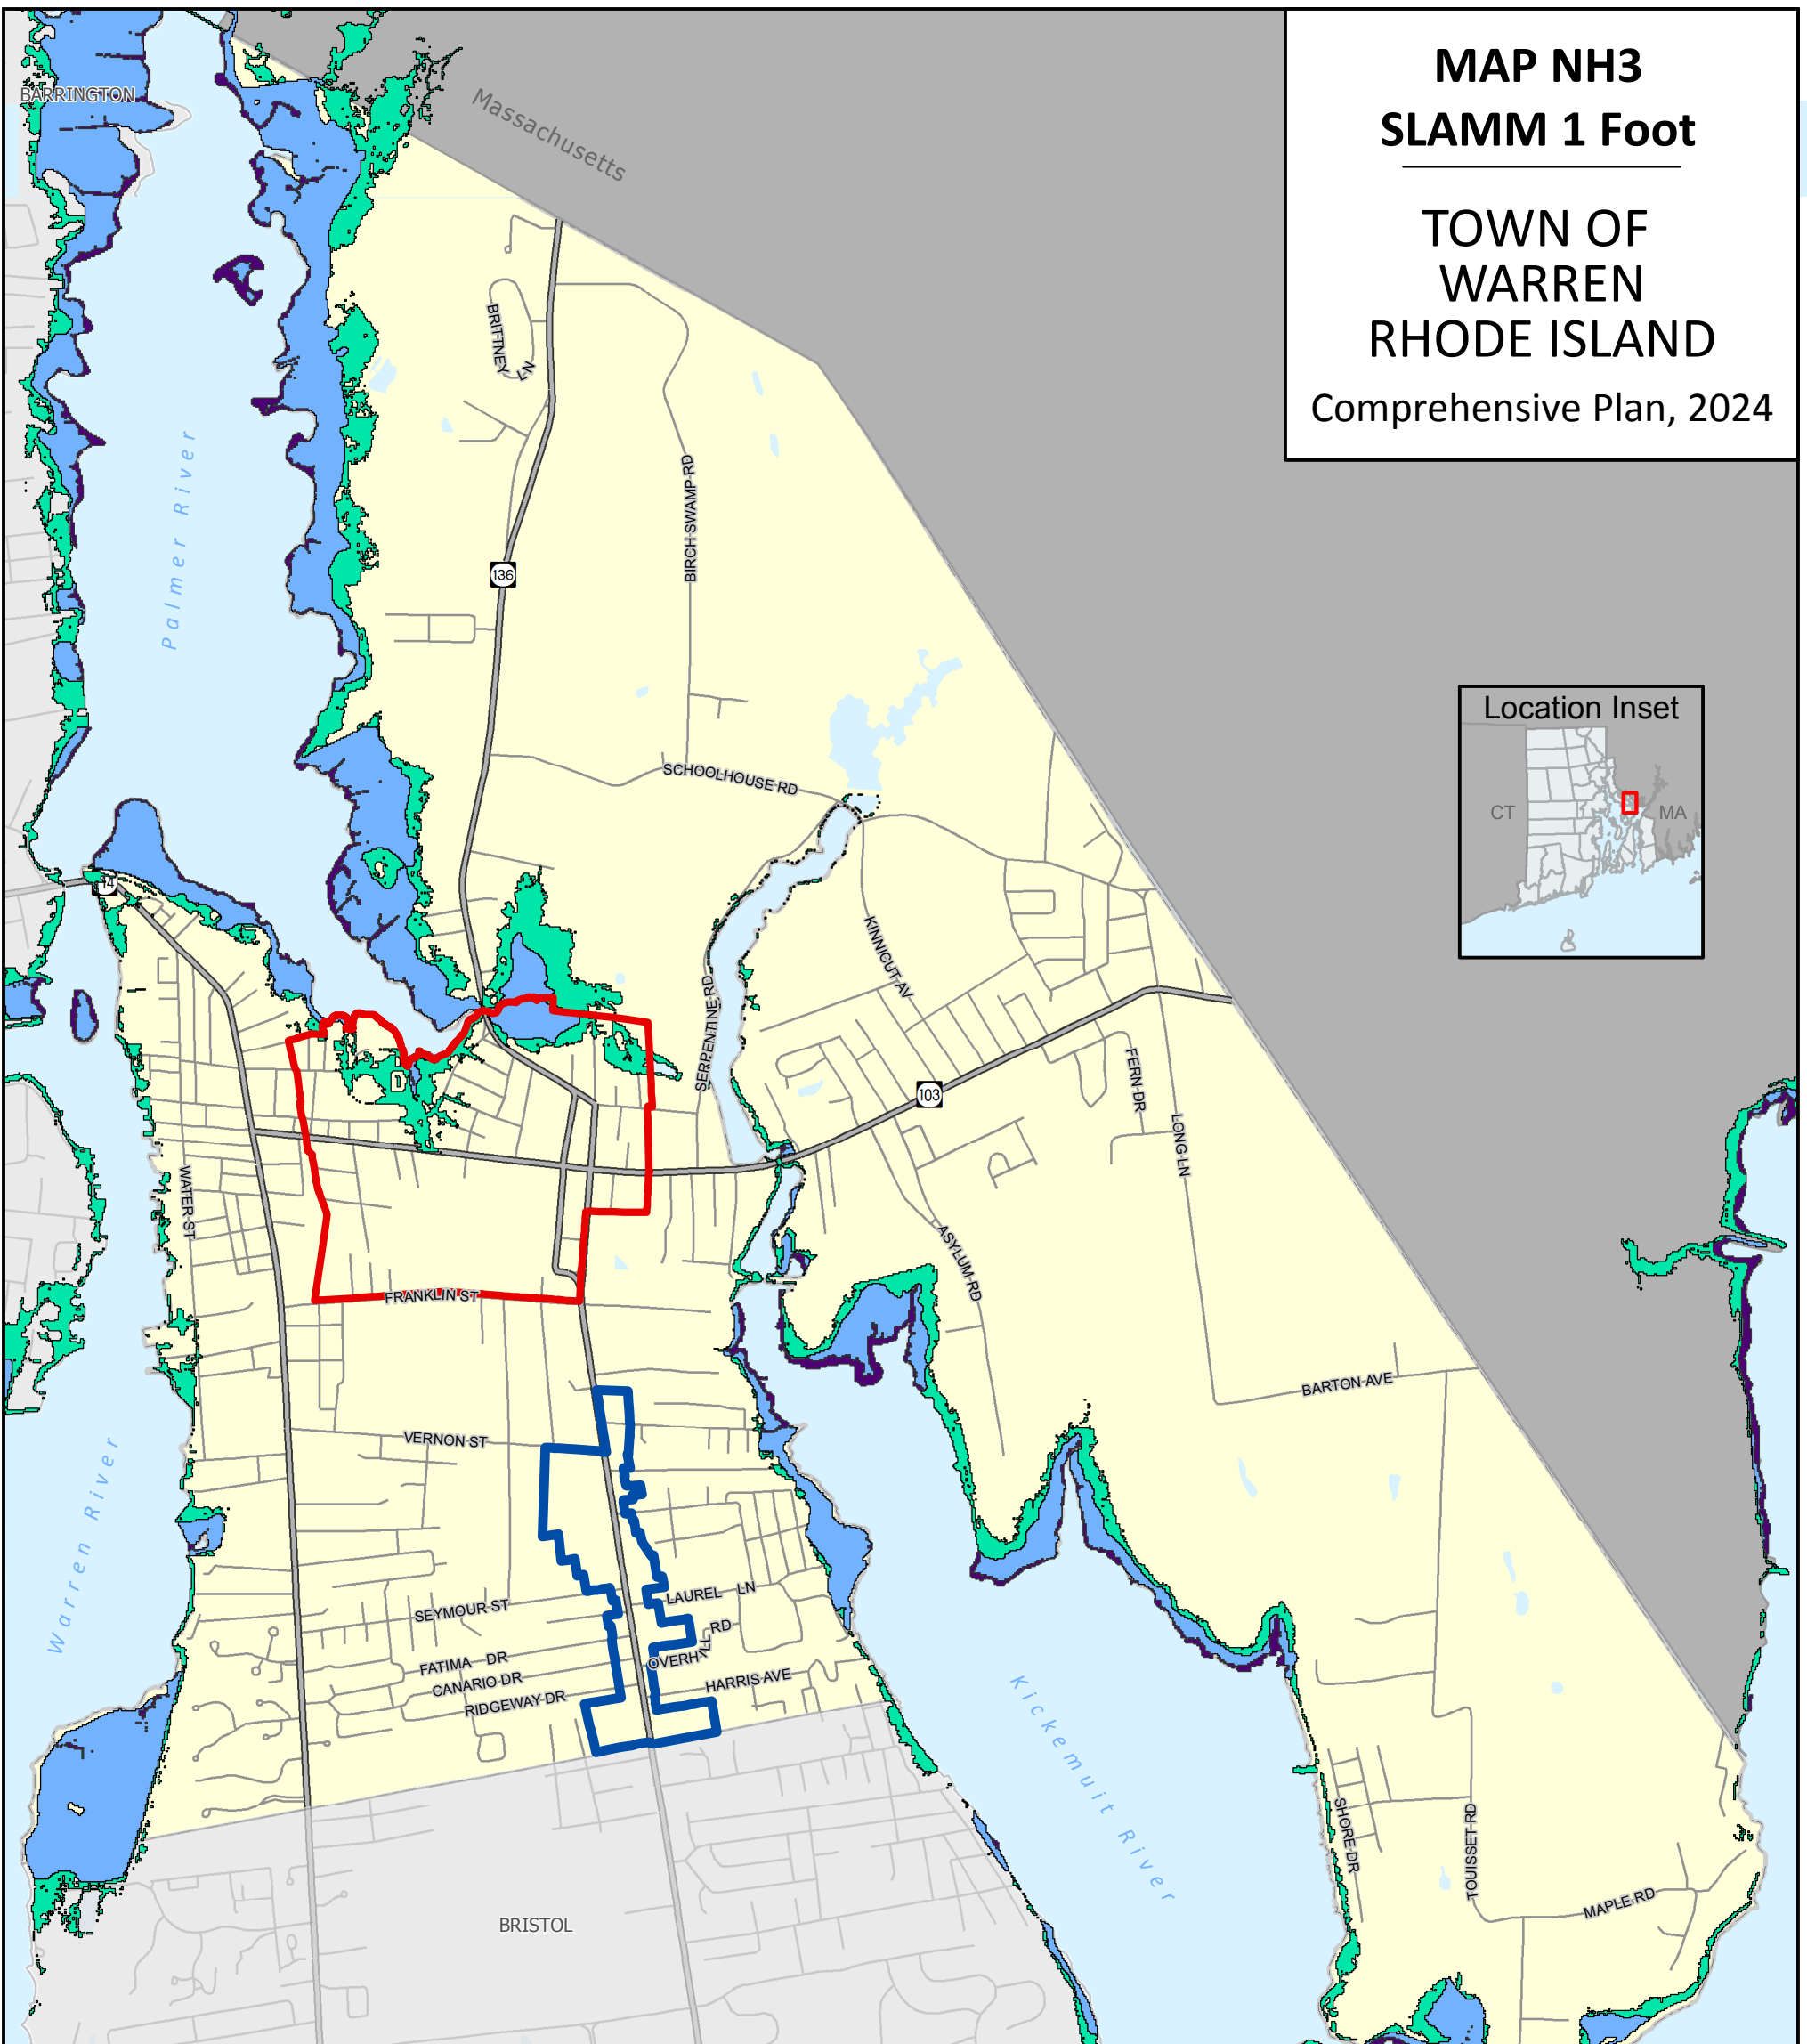 MAP NH3
SLAMM 1 Foot
TOWN OF
WARREN
RHODE ISLAND
Comprehensive Plan, 2024
BARRINGTON
Massachusetts
BRITTNEY LN
Palmer River
BIRCH SWAMP RD
136
Location Inset
CT
MA
SCHOOLHOUSE RD
KINNICUT AV
SERPENTINE RD
103
FERN DR
LONG LN
WATER ST
ASYLUM RD
FRANKLIN ST
BARTON AVE
VERNON ST
Warren River
LAUREL LN
SEYMOUR ST
OVERHILL RD
FATIMA DR
CANARIO DR
HARRIS AVE
RIDGEWAY DR
Kickemuit River
SHORE DR
TOUISSET RD
MAPLE RD
BRISTOL